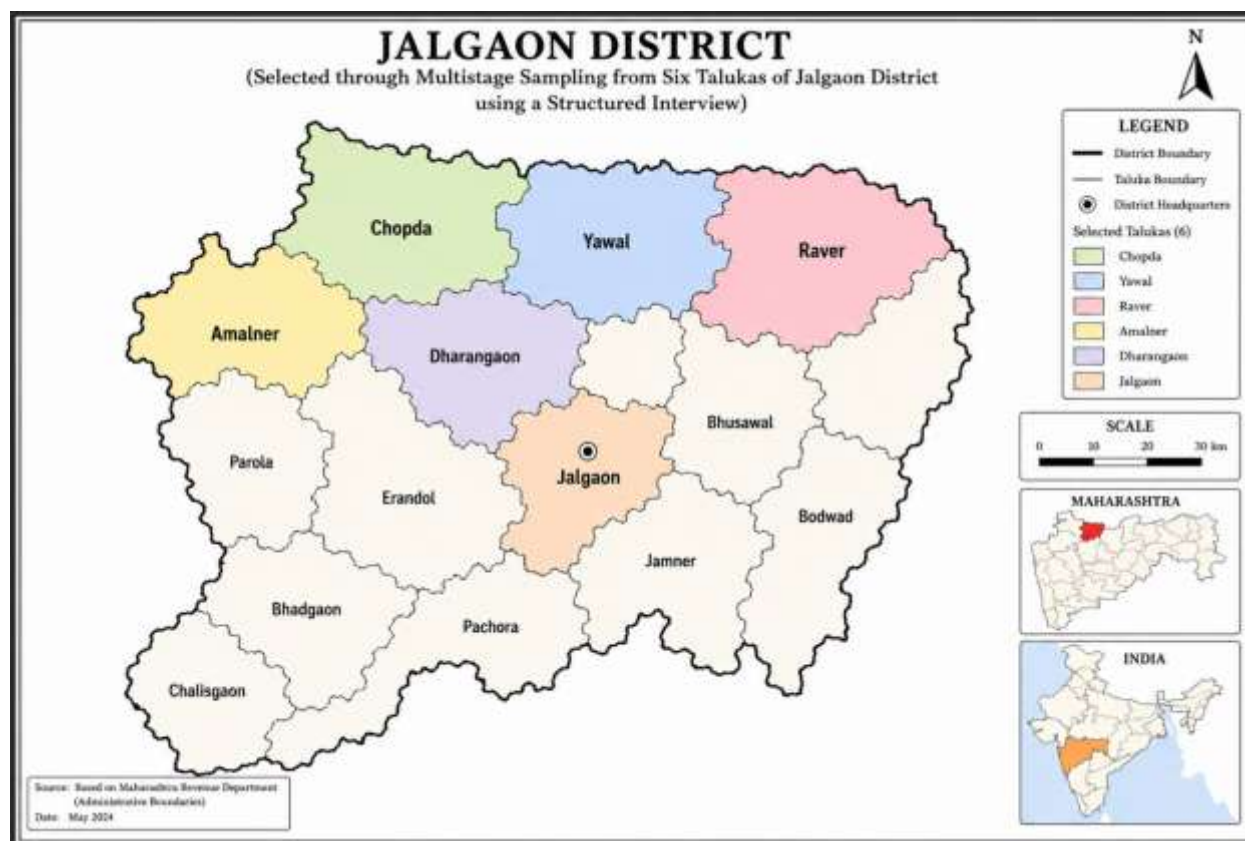 JALGAON DISTRICT
(Selected through Multistage Sampling from Six Talukas of Jalgaon District
using a Structured Interview)
N
LEGEND
District Boundary
Taluka Boundary
District Headquarters
Selected Talukas (6)
Chopda
Yawal
Raver
Amalner
Dharangaon
Jalgaon
Chopda
Yawal
Raver
Amalner
Dharangaon
Bhusawal
Parola
Erandol
Jalgaon
Bodwad
Jamner
Bhadgaon
Pachora
Chalisgaon
SCALE
0 10 20 30 km
MAHARASHTRA
INDIA
Source: Based on Maharashtra Revenue Department
(Administrative Boundaries)
Date: May 2024